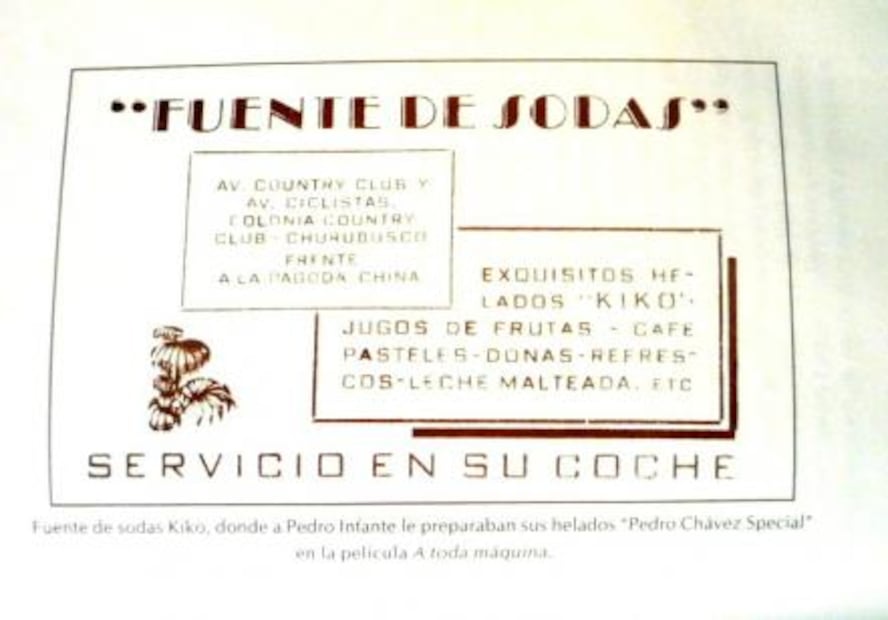 "FUENTE DE SODAS"
AV. COUNTRY CLUB Y
AV. CICLISTAS.
COLONIA COUNTRY
CLUB - CHURUBUSCO
FRENTE
A LA PAGODA CHINA
EXQUISITOS HE-
LADOS "KIKO".
JUGOS DE FRUTAS - CAFE
PASTELES-DONAS-REFRES-
COS-LECHE MALTEADA, ETC
SERVICIO EN SU COCHE
Fuente de sodas Kiko, donde a Pedro Infante le preparaban sus helados "Pedro Chávez Special"
en la película A toda máquina.